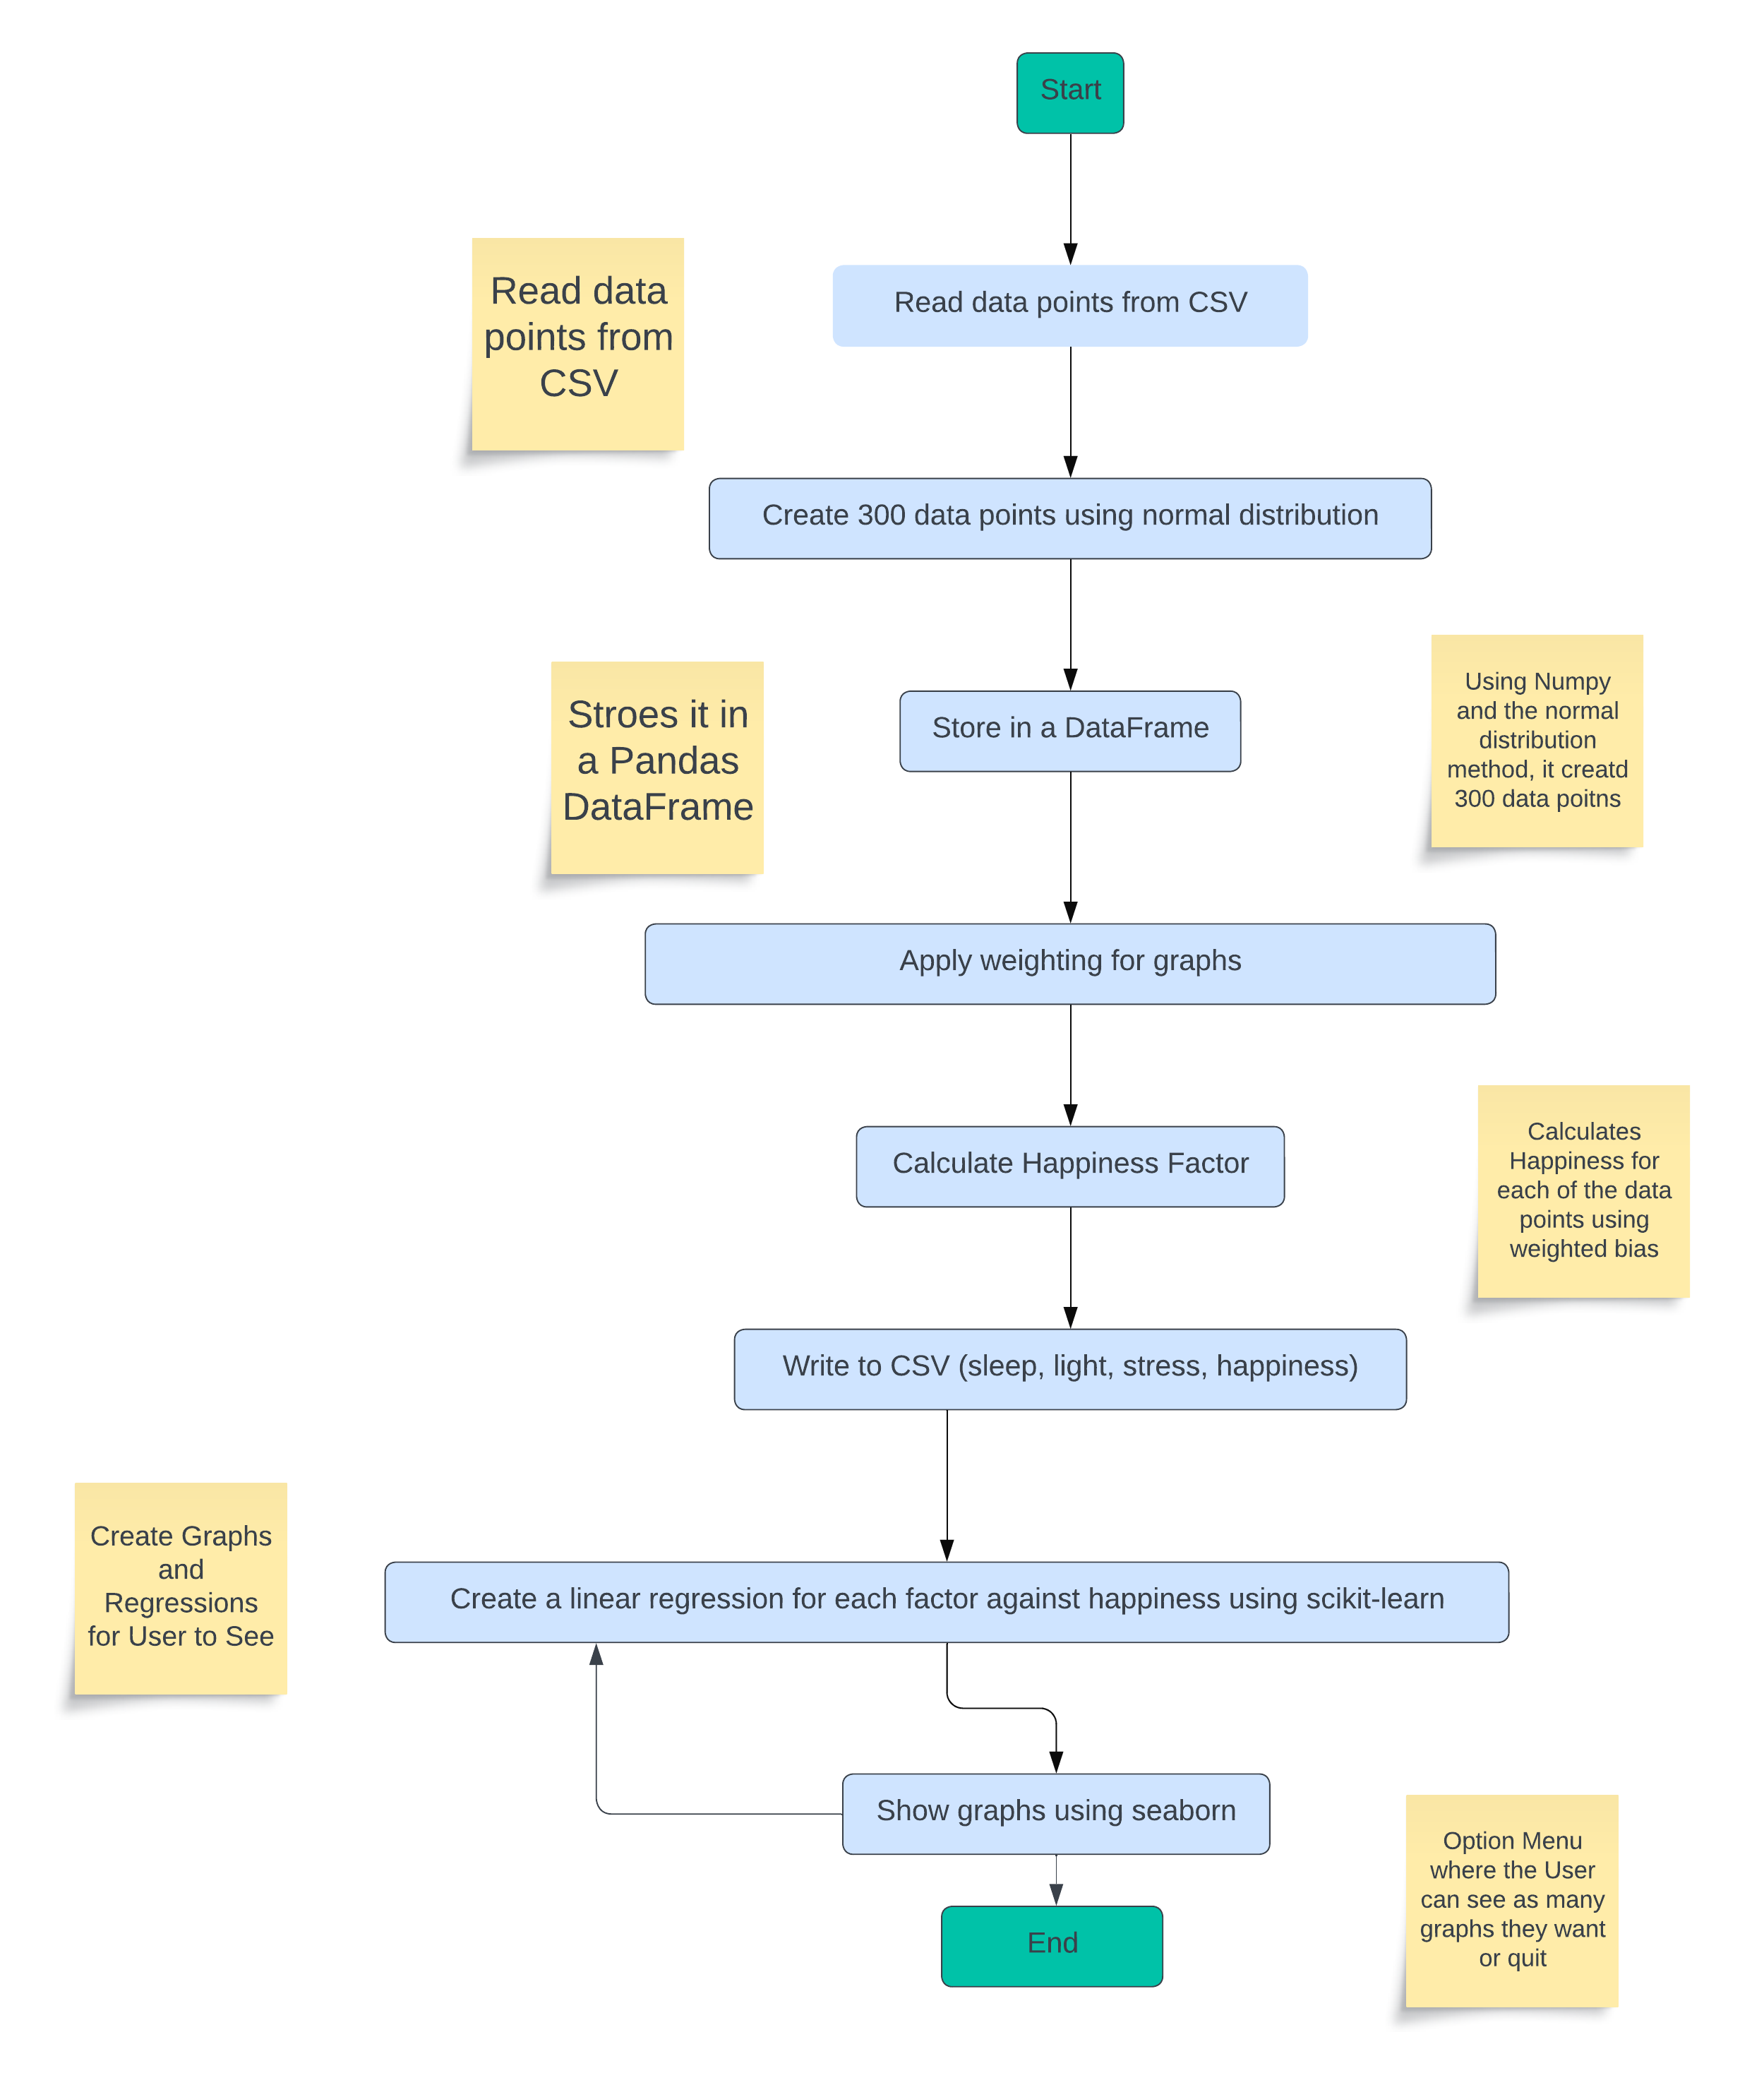 Start
Read data
points from
CSV
Read data points from CSV
Create 300 data points using normal distribution
Stroes it in
a Pandas
DataFrame
Store in a DataFrame
Using Numpy
and the normal
distribution
method, it creatd
300 data poitns
Apply weighting for graphs
Calculate Happiness Factor
Calculates
Happiness for
each of the data
points using
weighted bias
Write to CSV (sleep, light, stress, happiness)
Create Graphs
and
Regressions
for User to See
Create a linear regression for each factor against happiness using scikit-learn
Show graphs using seaborn
Option Menu
where the User
can see as many
graphs they want
or quit
End